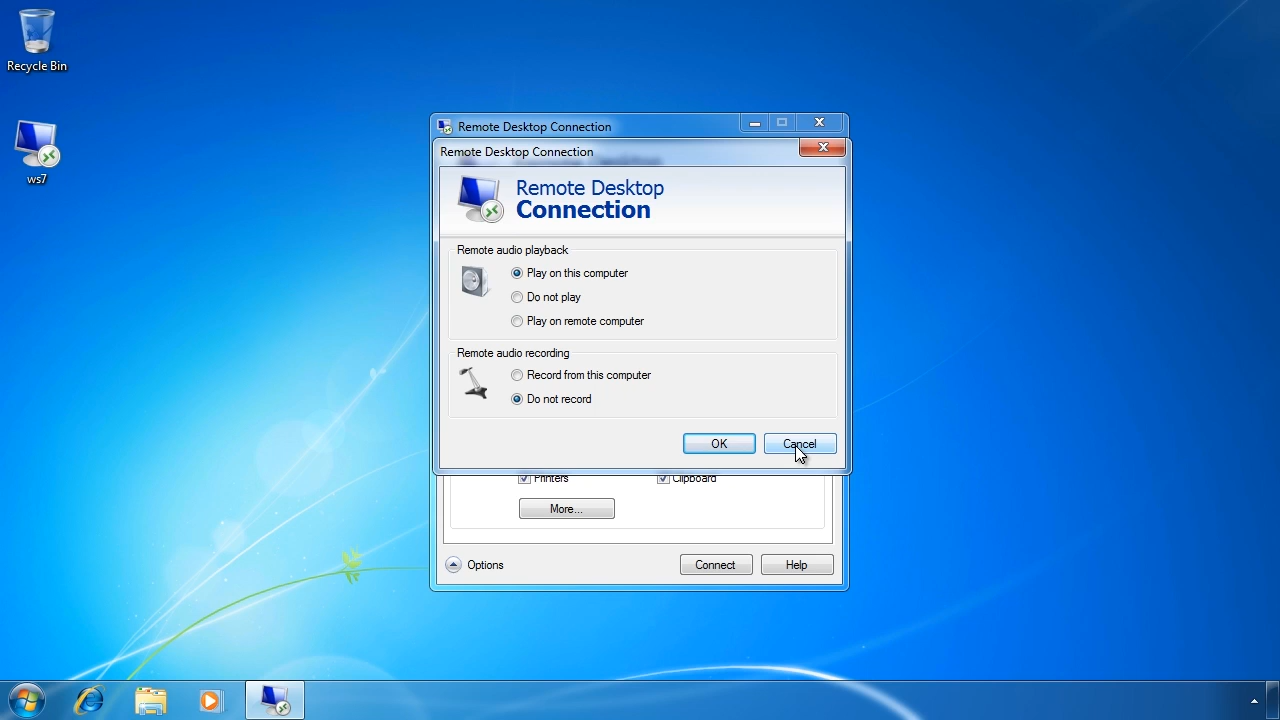 Recycle Bin
ws7
Remote Desktop Connection
Remote Desktop Connection
Remote Desktop
Connection
Remote audio playback
Play on this computer
Do not play
Play on remote computer
Remote audio recording
Record from this computer
Do not record
OK Cancel
Printers Clipboard
More...
Options Connect Help